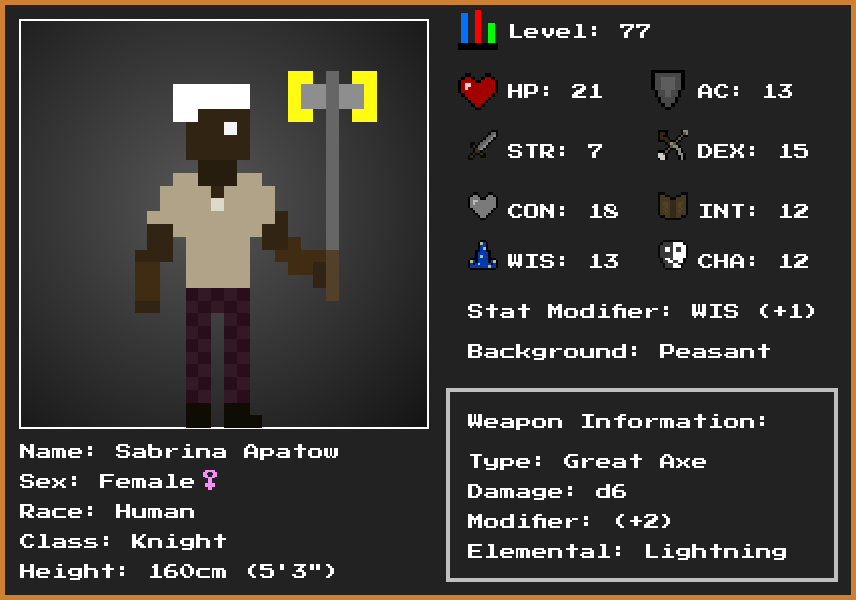 Level: 77
HP: 21 AC: 13
STR: 7 DEX: 15
CON: 18 INT: 12
WIS: 13 CHA: 12
Stat Modifier: WIS (+1)
Background: Peasant
Weapon Information:
Type: Great Axe
Damage: d6
Modifier: (+2)
Elemental: Lightning
Name: Sabrina Apatow
Sex: Female♀
Race: Human
Class: Knight
Height: 160cm (5'3")